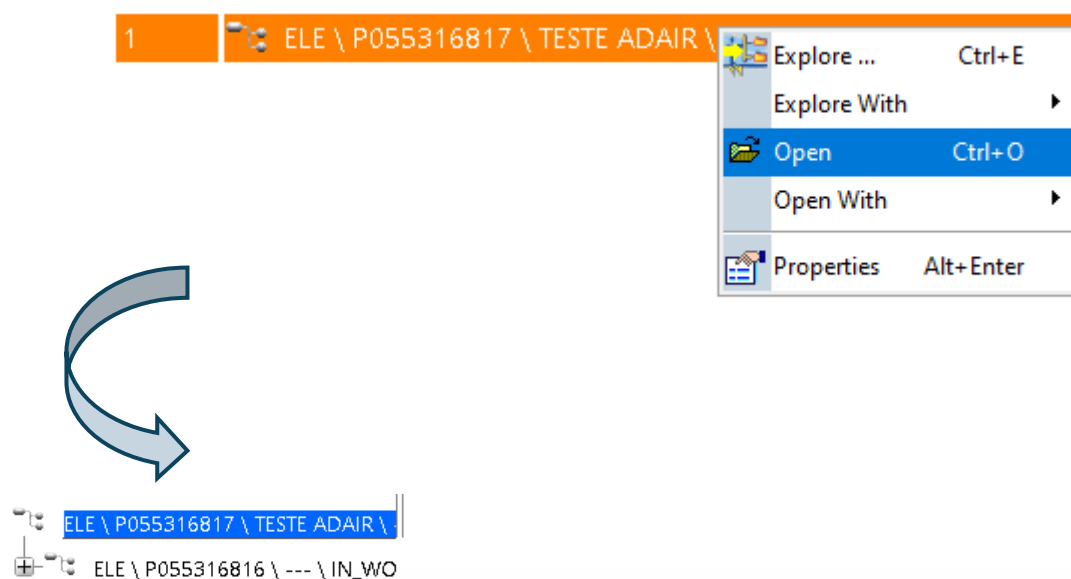 1 ELE \ P055316817 \ TESTE ADAIR \
Explore ... Ctrl+E
Explore With
Open Ctrl+O
Open With
Properties Alt+Enter
ELE \ P055316817 \ TESTE ADAIR \
ELE \ P055316816 \ --- \ IN_WO